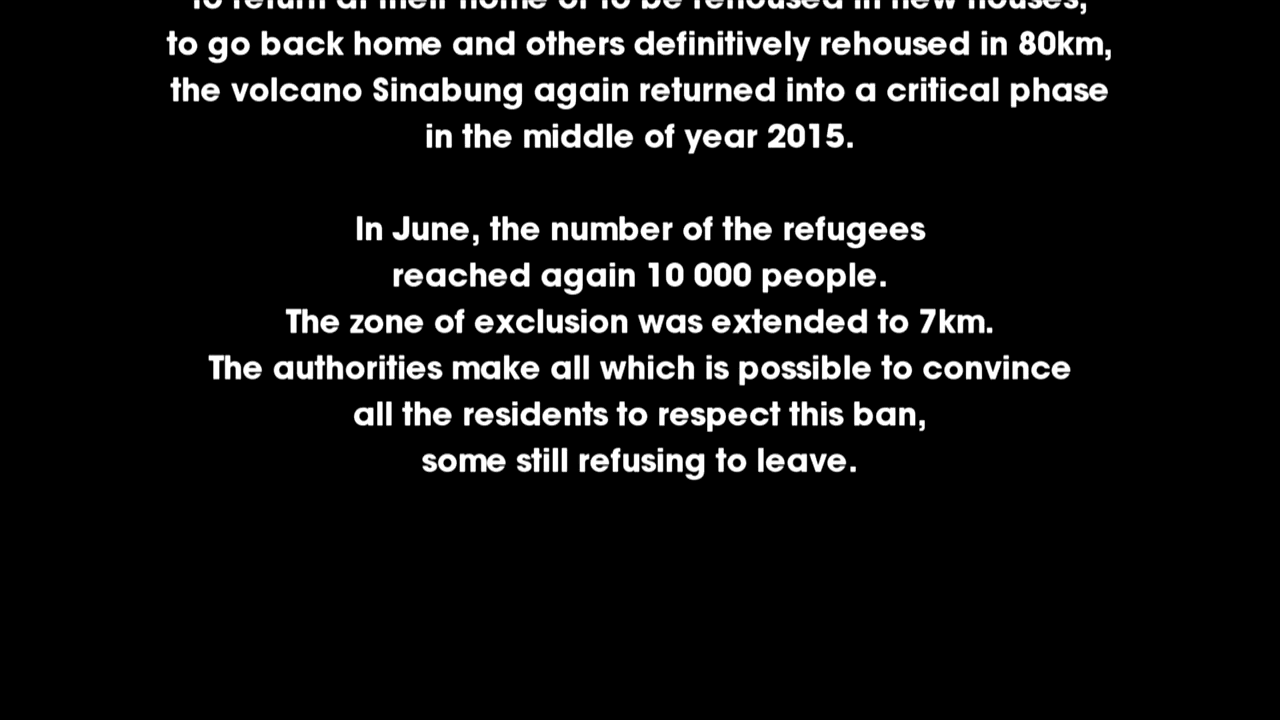 to return at their home or to be rehoused in new houses,
to go back home and others definitively rehoused in 80km,
the volcano Sinabung again returned into a critical phase
in the middle of year 2015.
In June, the number of the refugees
reached again 10 000 people.
The zone of exclusion was extended to 7km.
The authorities make all which is possible to convince
all the residents to respect this ban,
some still refusing to leave.